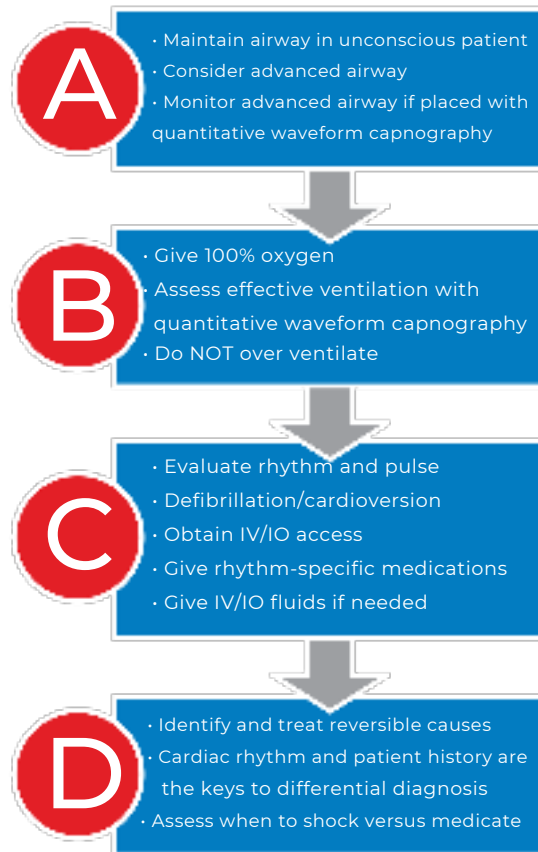 A
· Maintain airway in unconscious patient
· Consider advanced airway
· Monitor advanced airway if placed with
quantitative waveform capnography
B
· Give 100% oxygen
· Assess effective ventilation with
quantitative waveform capnography
· Do NOT over ventilate
C
· Evaluate rhythm and pulse
· Defibrillation/cardioversion
· Obtain IV/IO access
· Give rhythm-specific medications
· Give IV/IO fluids if needed
D
· Identify and treat reversible causes
· Cardiac rhythm and patient history are
the keys to differential diagnosis
· Assess when to shock versus medicate